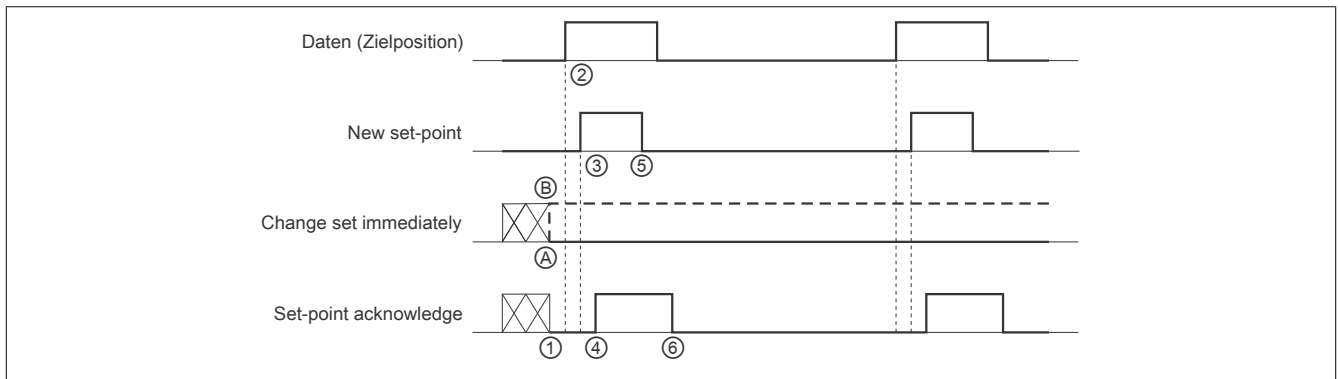 Daten (Zielposition)
②
New set-point
③ ⑤
Ⓑ
Change set immediately
Ⓐ
Set-point acknowledge
① ④ ⑥